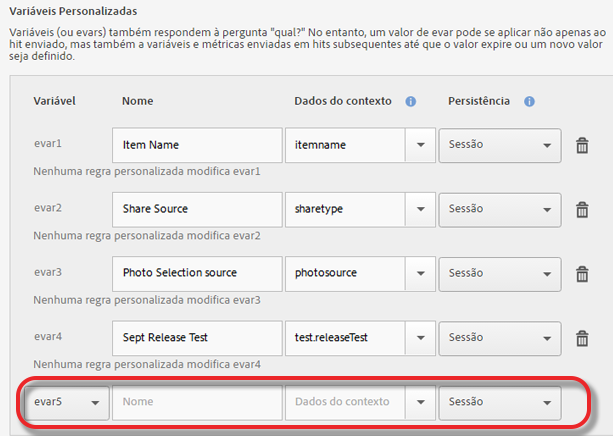 Variáveis Personalizadas
Variáveis (ou evars) também respondem à pergunta "qual?" No entanto, um valor de evar pode se aplicar não apenas ao
hit enviado, mas também a variáveis e métricas enviadas em hits subsequentes até que o valor expire ou um novo valor
seja definido.
Variável Nome Dados do contexto i Persistência i
evar1 Item Name itemname Sessão
Nenhuma regra personalizada modifica evar1
evar2 Share Source sharetype Sessão
Nenhuma regra personalizada modifica evar2
evar3 Photo Selection source photosource Sessão
Nenhuma regra personalizada modifica evar3
evar4 Sept Release Test test.releaseTest Sessão
Nenhuma regra personalizada modifica evar4
evar5 Nome Dados do contexto Sessão